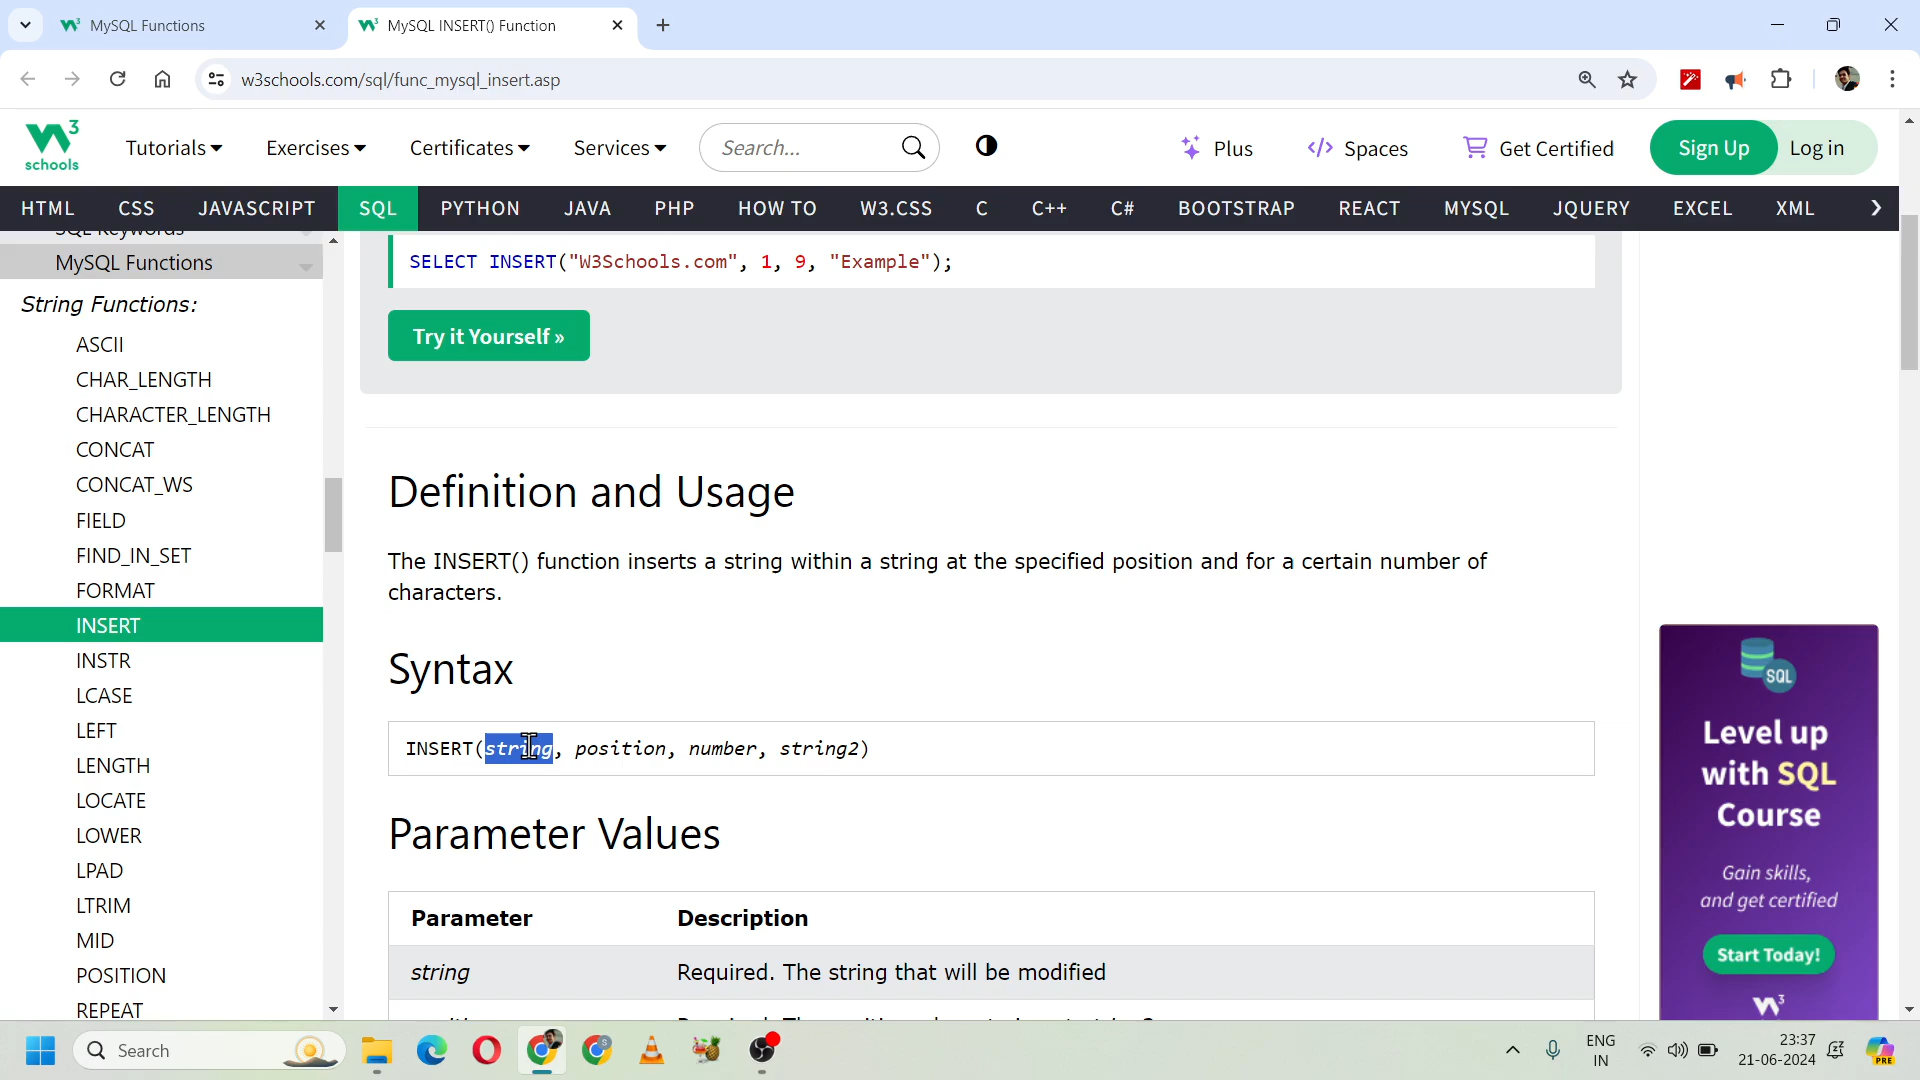 MySQL Functions
MySQL INSERT() Function
w3schools.com/sql/func_mysql_insert.asp
W3
schools
Tutorials
Exercises
Certificates
Services
Search...
Plus
</> Spaces
Get Certified
Sign Up
Log in
HTML CSS JAVASCRIPT SQL PYTHON JAVA PHP HOW TO W3.CSS C C++ C# BOOTSTRAP REACT MYSQL JQUERY EXCEL XML
SQL Keywords
MySQL Functions
String Functions:
ASCII
CHAR_LENGTH
CHARACTER_LENGTH
CONCAT
CONCAT_WS
FIELD
FIND_IN_SET
FORMAT
INSERT
INSTR
LCASE
LEFT
LENGTH
LOCATE
LOWER
LPAD
LTRIM
MID
POSITION
REPEAT
SELECT INSERT("W3Schools.com", 1, 9, "Example");
Try it Yourself »
Definition and Usage
The INSERT() function inserts a string within a string at the specified position and for a certain number of
characters.
Syntax
INSERT(string, position, number, string2)
Parameter Values
Parameter Description
string Required. The string that will be modified
SQL
Level up
with SQL
Course
Gain skills,
and get certified
Start Today!
W3
Search
ENG
IN
23:37
21-06-2024
PRE